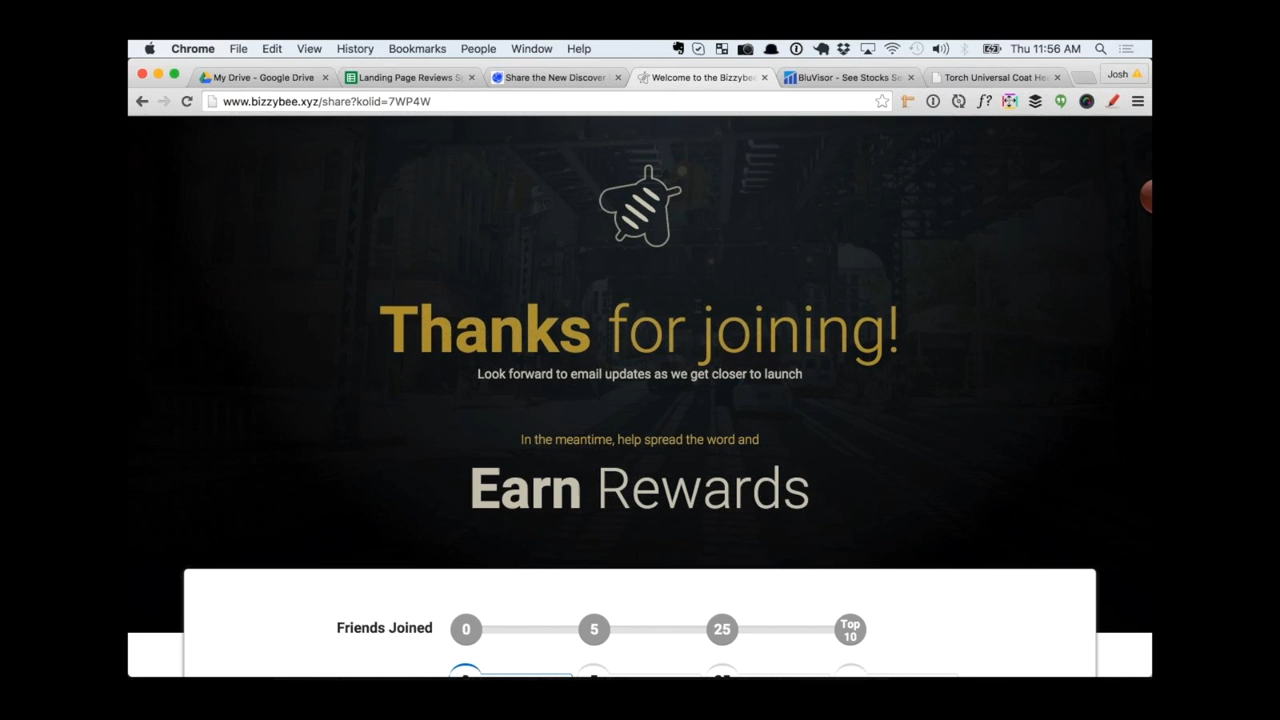 Chrome File Edit View History Bookmarks People Window Help Thu 11:56 AM
My Drive - Google Drive Landing Page Reviews S Share the New Discover Welcome to the Bizzybe BluVisor - See Stocks Se Torch Universal Coat He Josh
www.bizzybee.xyz/share?kolid=7WP4W f?
Thanks for joining!
Look forward to email updates as we get closer to launch
In the meantime, help spread the word and
Earn Rewards
Friends Joined 0 5 25 Top 10